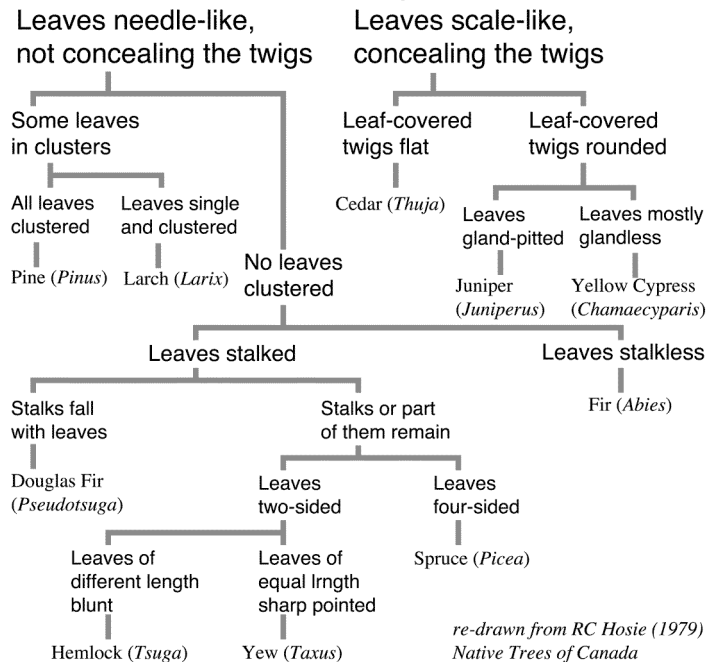 Leaves needle-like,
not concealing the twigs
Leaves scale-like,
concealing the twigs
Some leaves
in clusters
Leaf-covered
twigs flat
Leaf-covered
twigs rounded
All leaves
clustered
Leaves single
and clustered
Cedar (Thuja)
Leaves
gland-pitted
Leaves mostly
glandless
Pine (Pinus)
Larch (Larix)
No leaves
clustered
Juniper
(Juniperus)
Yellow Cypress
(Chamaecyparis)
Leaves stalked
Leaves stalkless
Stalks fall
with leaves
Stalks or part
of them remain
Fir (Abies)
Douglas Fir
(Pseudotsuga)
Leaves
two-sided
Leaves
four-sided
Leaves of
different length
blunt
Leaves of
equal lrngth
sharp pointed
Spruce (Picea)
Hemlock (Tsuga)
Yew (Taxus)
re-drawn from RC Hosie (1979)
Native Trees of Canada